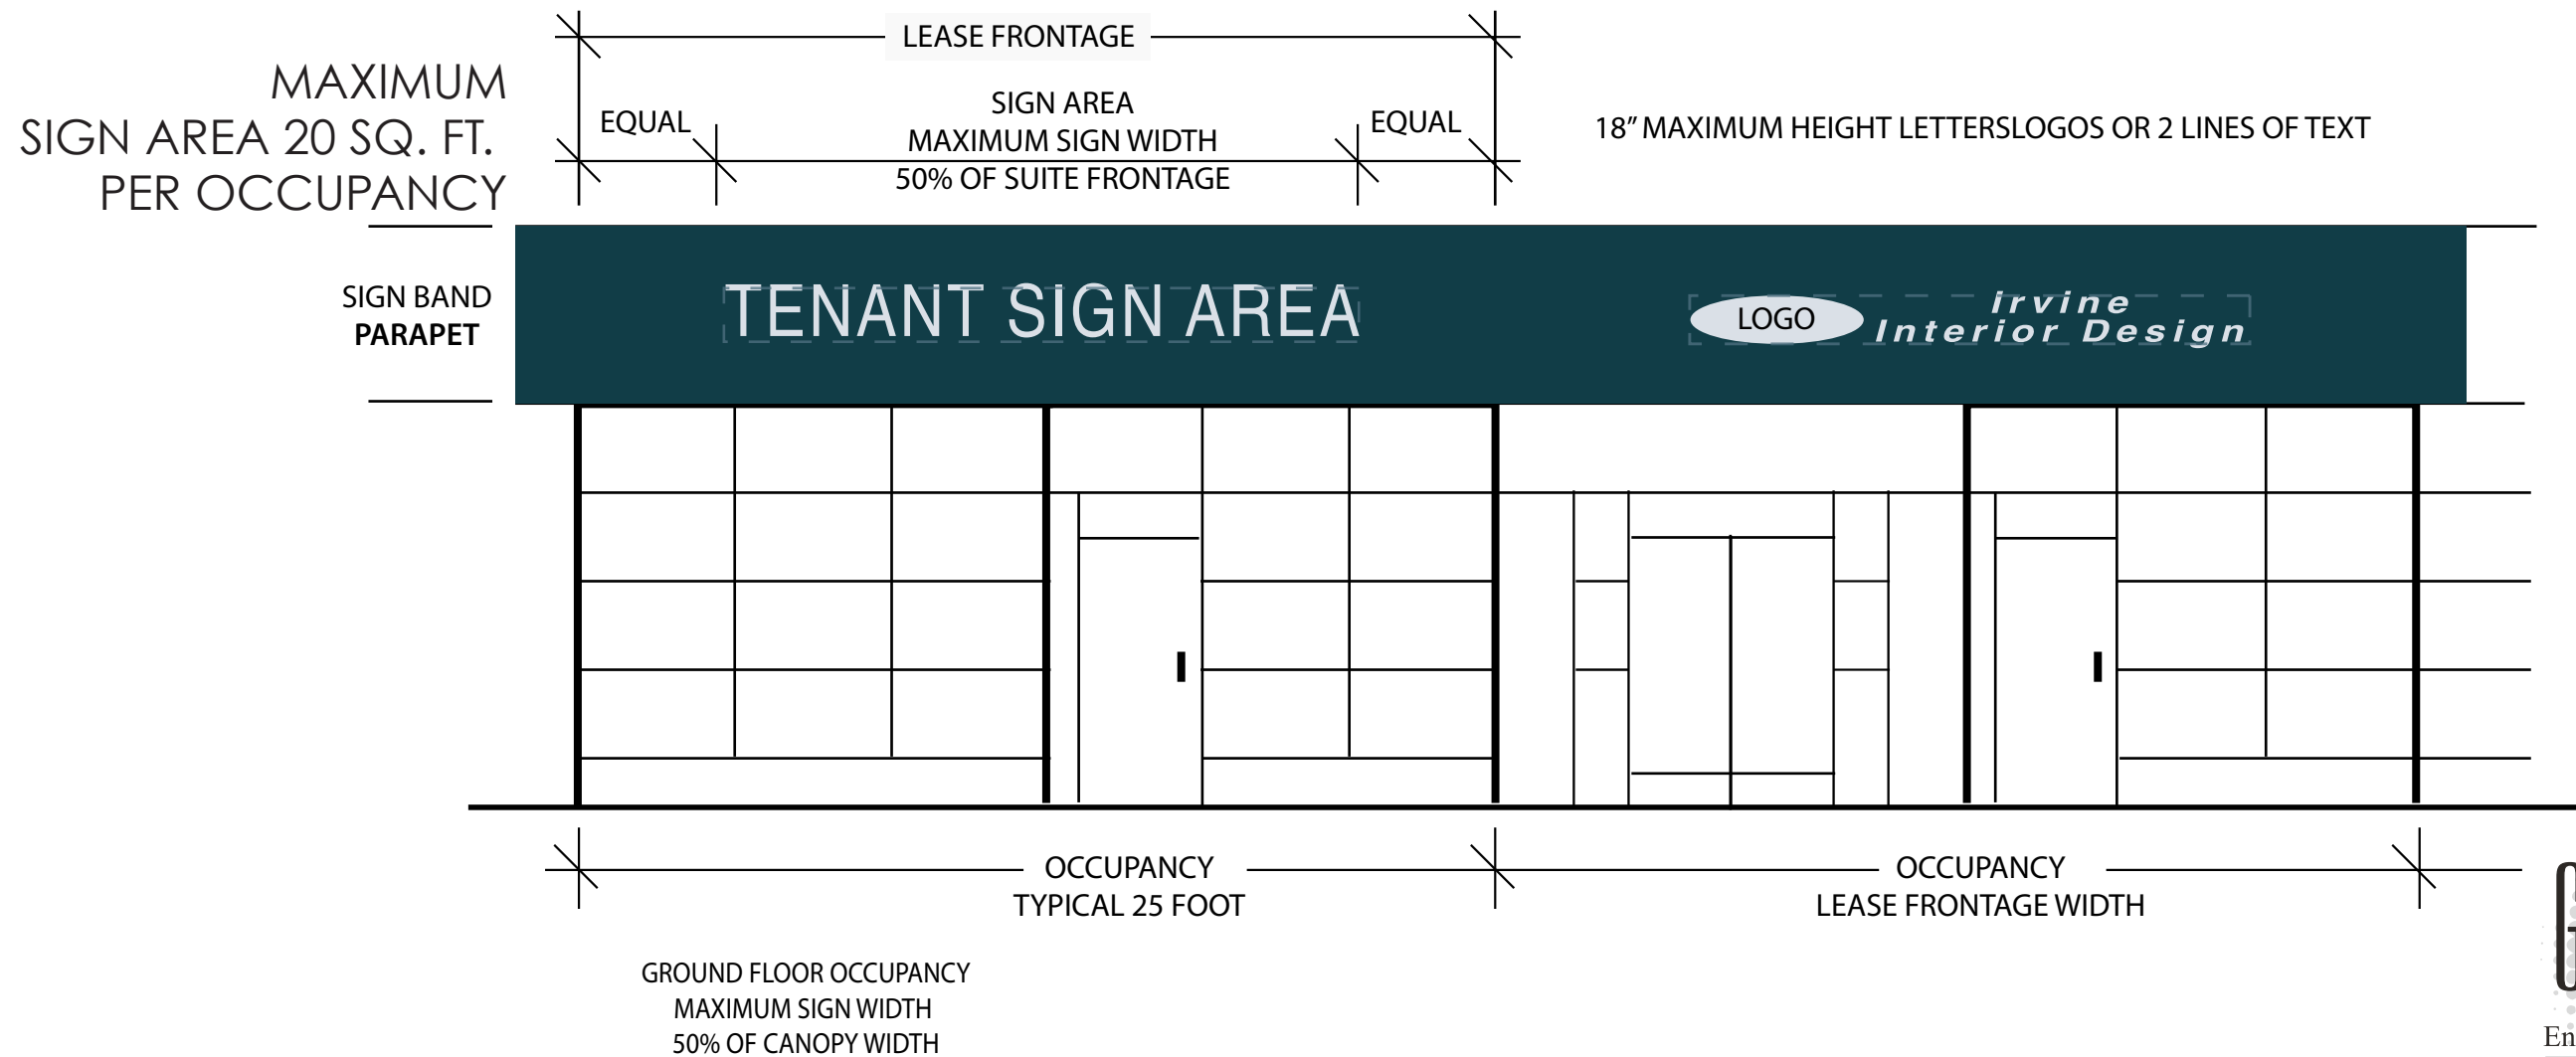 LEASE FRONTAGE
MAXIMUM
SIGN AREA 20 SQ. FT.
PER OCCUPANCY
EQUAL
SIGN AREA
MAXIMUM SIGN WIDTH
50% OF SUITE FRONTAGE
EQUAL
18” MAXIMUM HEIGHT LETTERSLOGOS OR 2 LINES OF TEXT
SIGN BAND
PARAPET
TENANT SIGN AREA
LOGO
irvine
Interior Design
OCCUPANCY
TYPICAL 25 FOOT
OCCUPANCY
LEASE FRONTAGE WIDTH
GROUND FLOOR OCCUPANCY
MAXIMUM SIGN WIDTH
50% OF CANOPY WIDTH